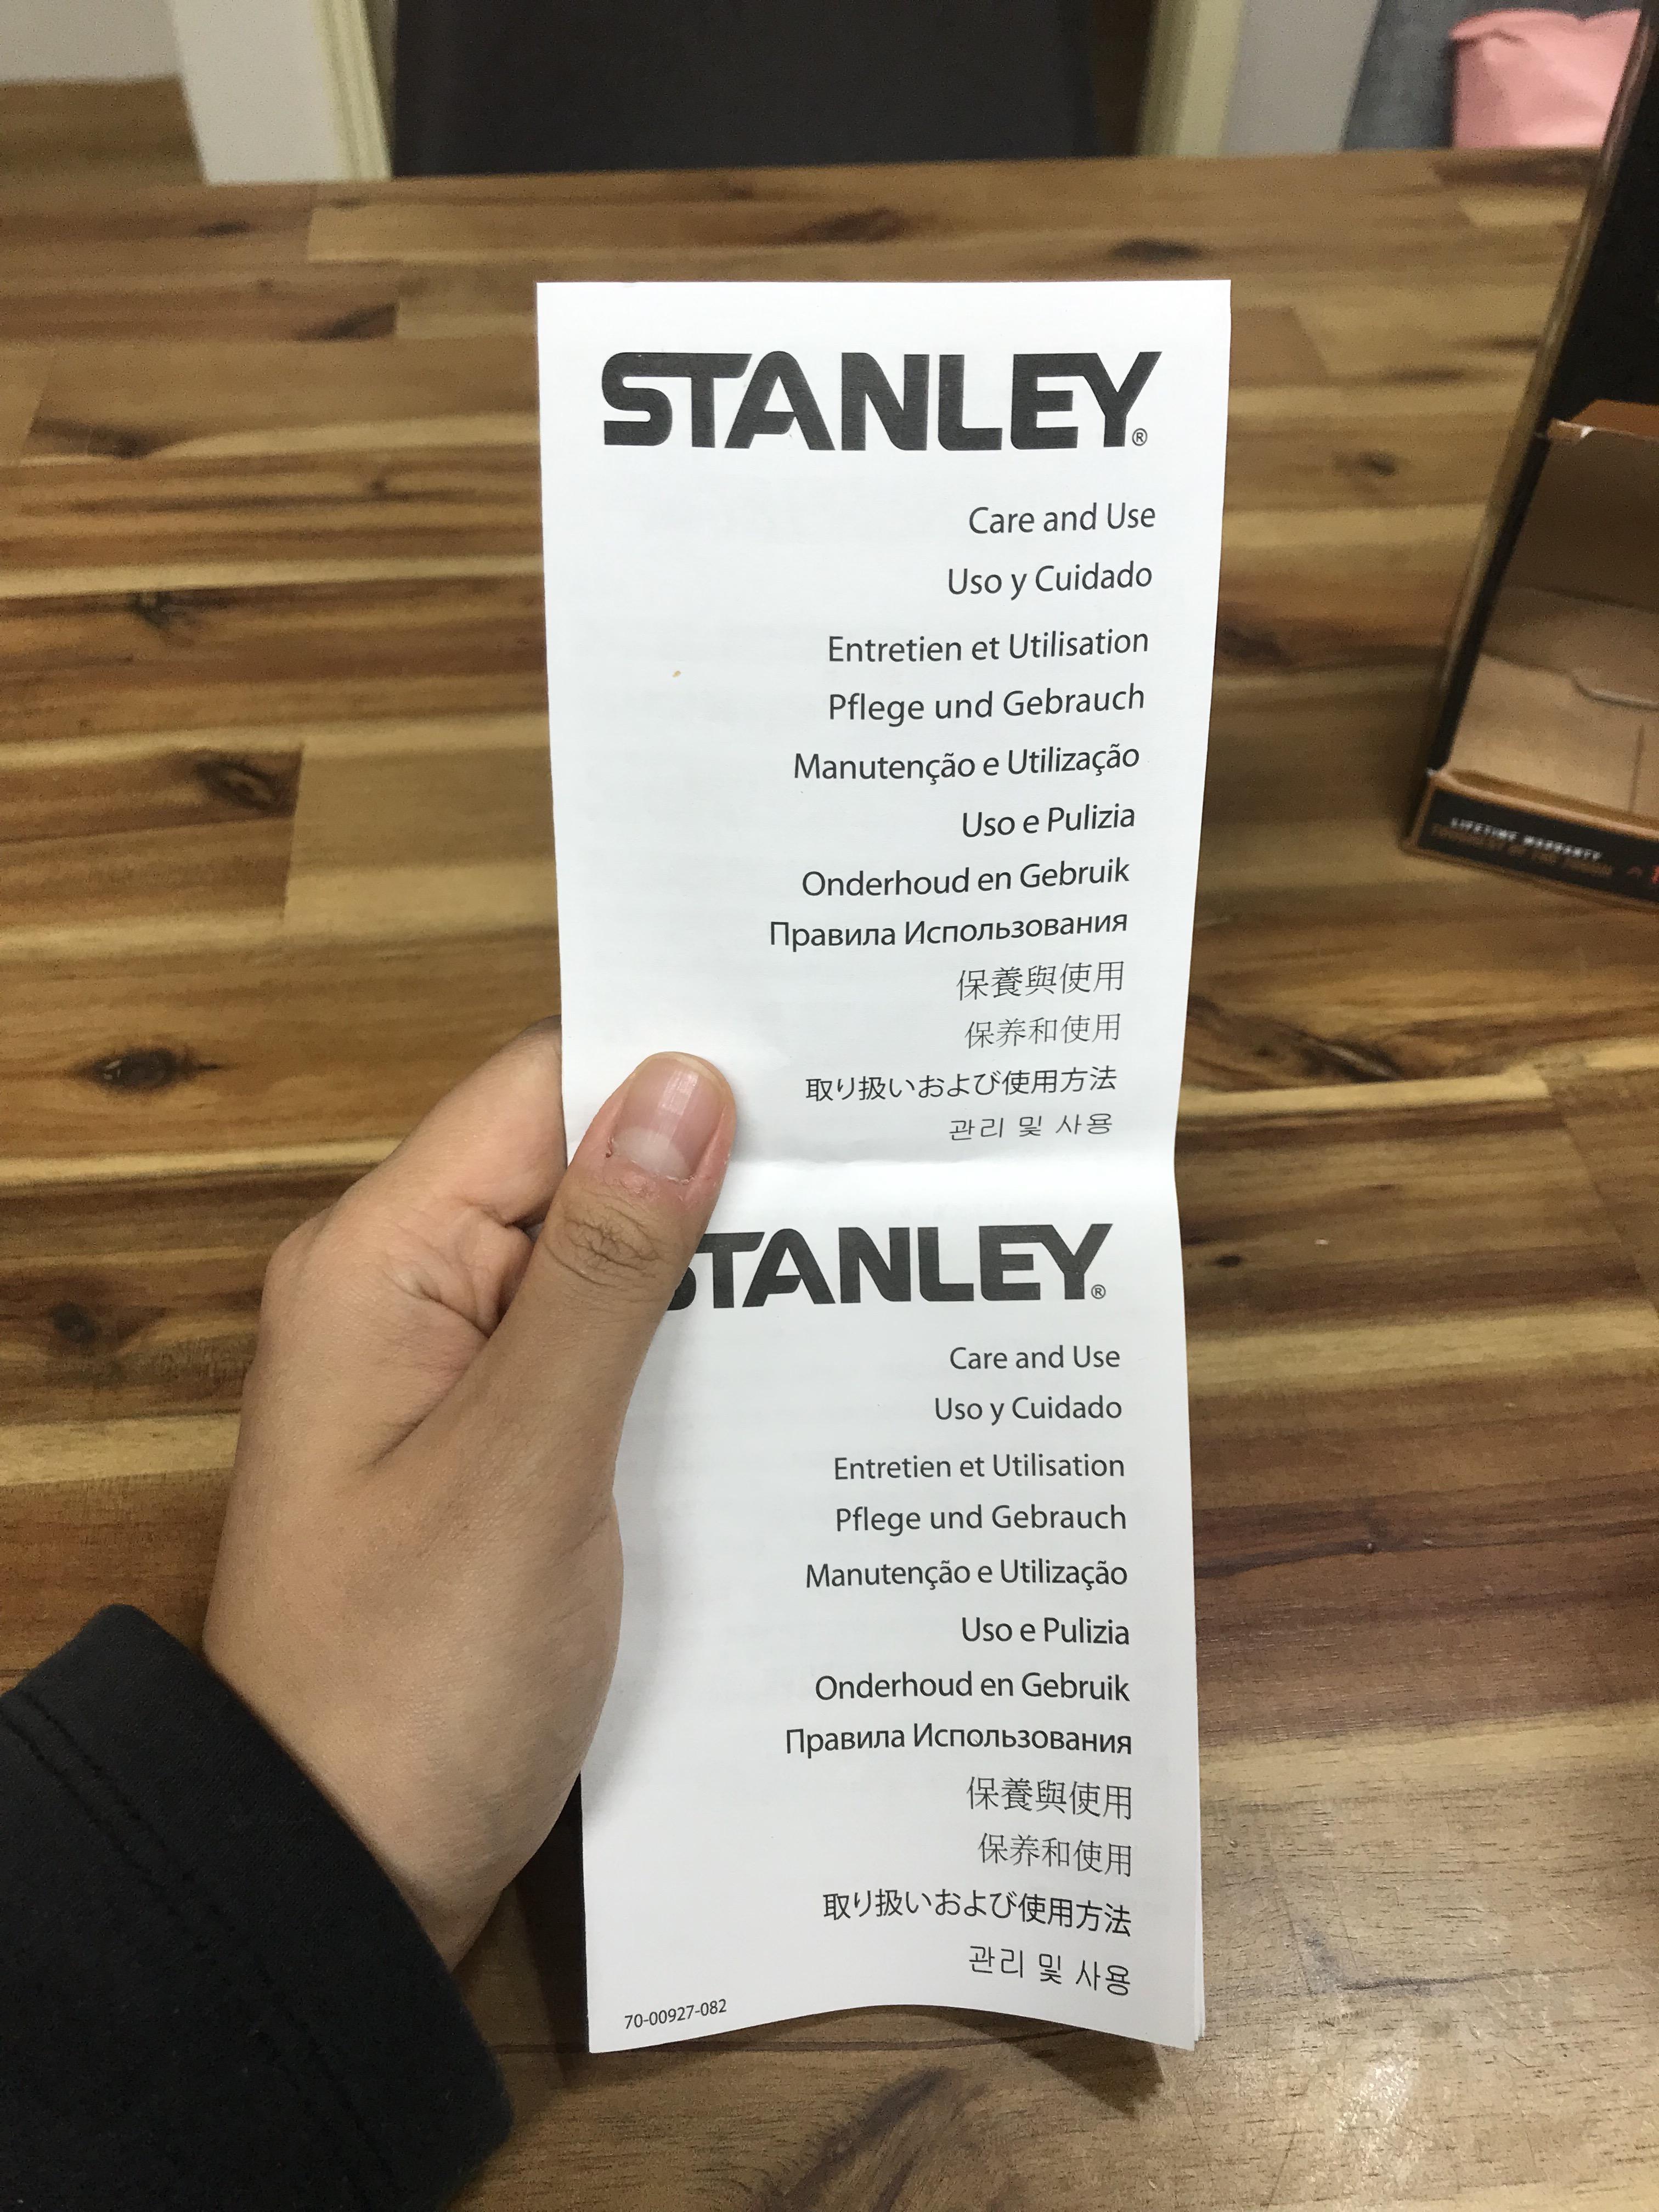 STANLEY®
Care and Use
Uso y Cuidado
Entretien et Utilisation
Pflege und Gebrauch
Manutenção e Utilização
Uso e Pulizia
Onderhoud en Gebruik
Правила Использования
保養與使用
保养和使用
取り扱いおよび使用方法
관리 및 사용
STANLEY®
Care and Use
Uso y Cuidado
Entretien et Utilisation
Pflege und Gebrauch
Manutenção e Utilização
Uso e Pulizia
Onderhoud en Gebruik
Правила Использования
保養與使用
保养和使用
取り扱いおよび使用方法
관리 및 사용
70-00927-082
LIFETIME WARRANTY